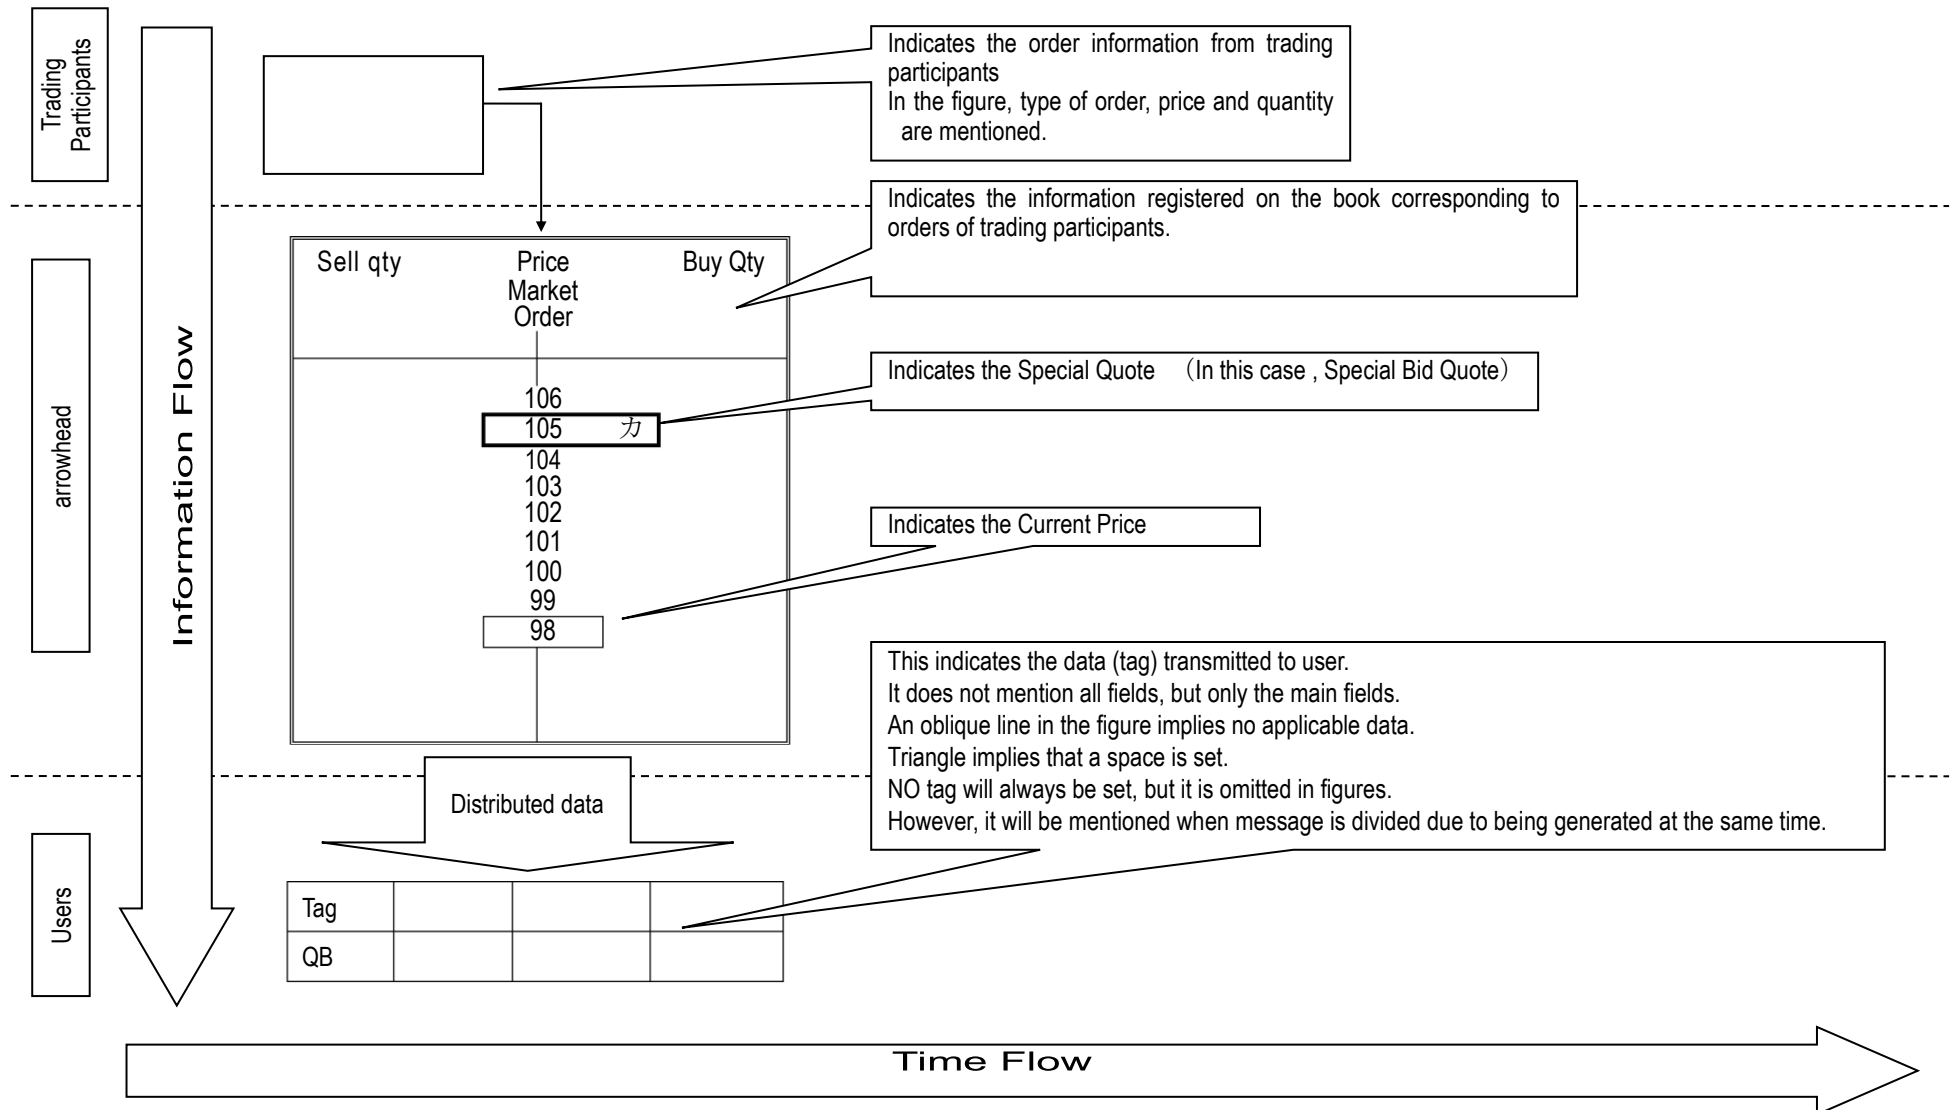 Trading
Participants
Indicates the order information from trading
participants
In the figure, type of order, price and quantity
are mentioned.
Indicates the information registered on the book corresponding to
orders of trading participants.
arrowhead
Information Flow
Sell qty Price Buy Qty
Market
Order
Indicates the Special Quote （In this case , Special Bid Quote）
106
105 カ
104
103
102
101
100
99
98
Indicates the Current Price
This indicates the data (tag) transmitted to user.
It does not mention all fields, but only the main fields.
An oblique line in the figure implies no applicable data.
Triangle implies that a space is set.
NO tag will always be set, but it is omitted in figures.
However, it will be mentioned when message is divided due to being generated at the same time.
Distributed data
Users
Tag
QB
Time Flow